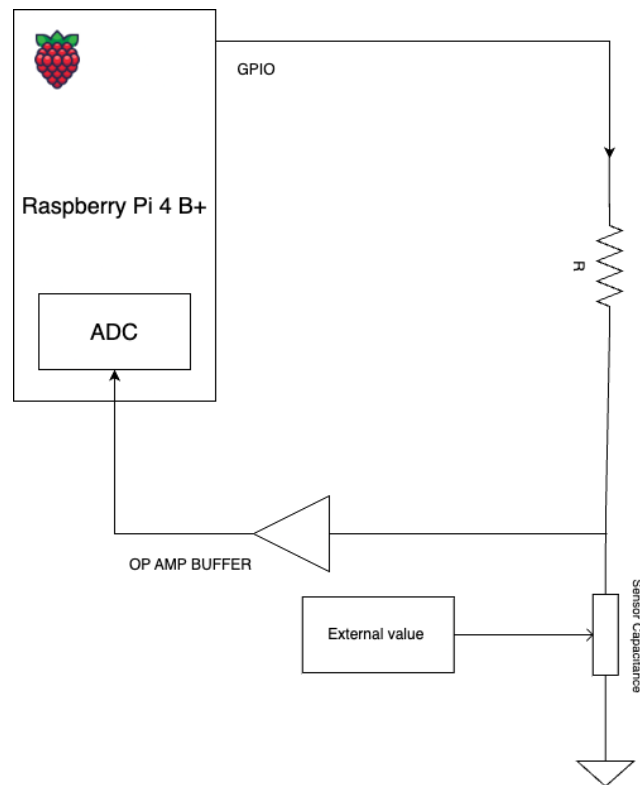 GPIO
Raspberry Pi 4 B+
R
ADC
OP AMP BUFFER
External value
Sensor Capacitance